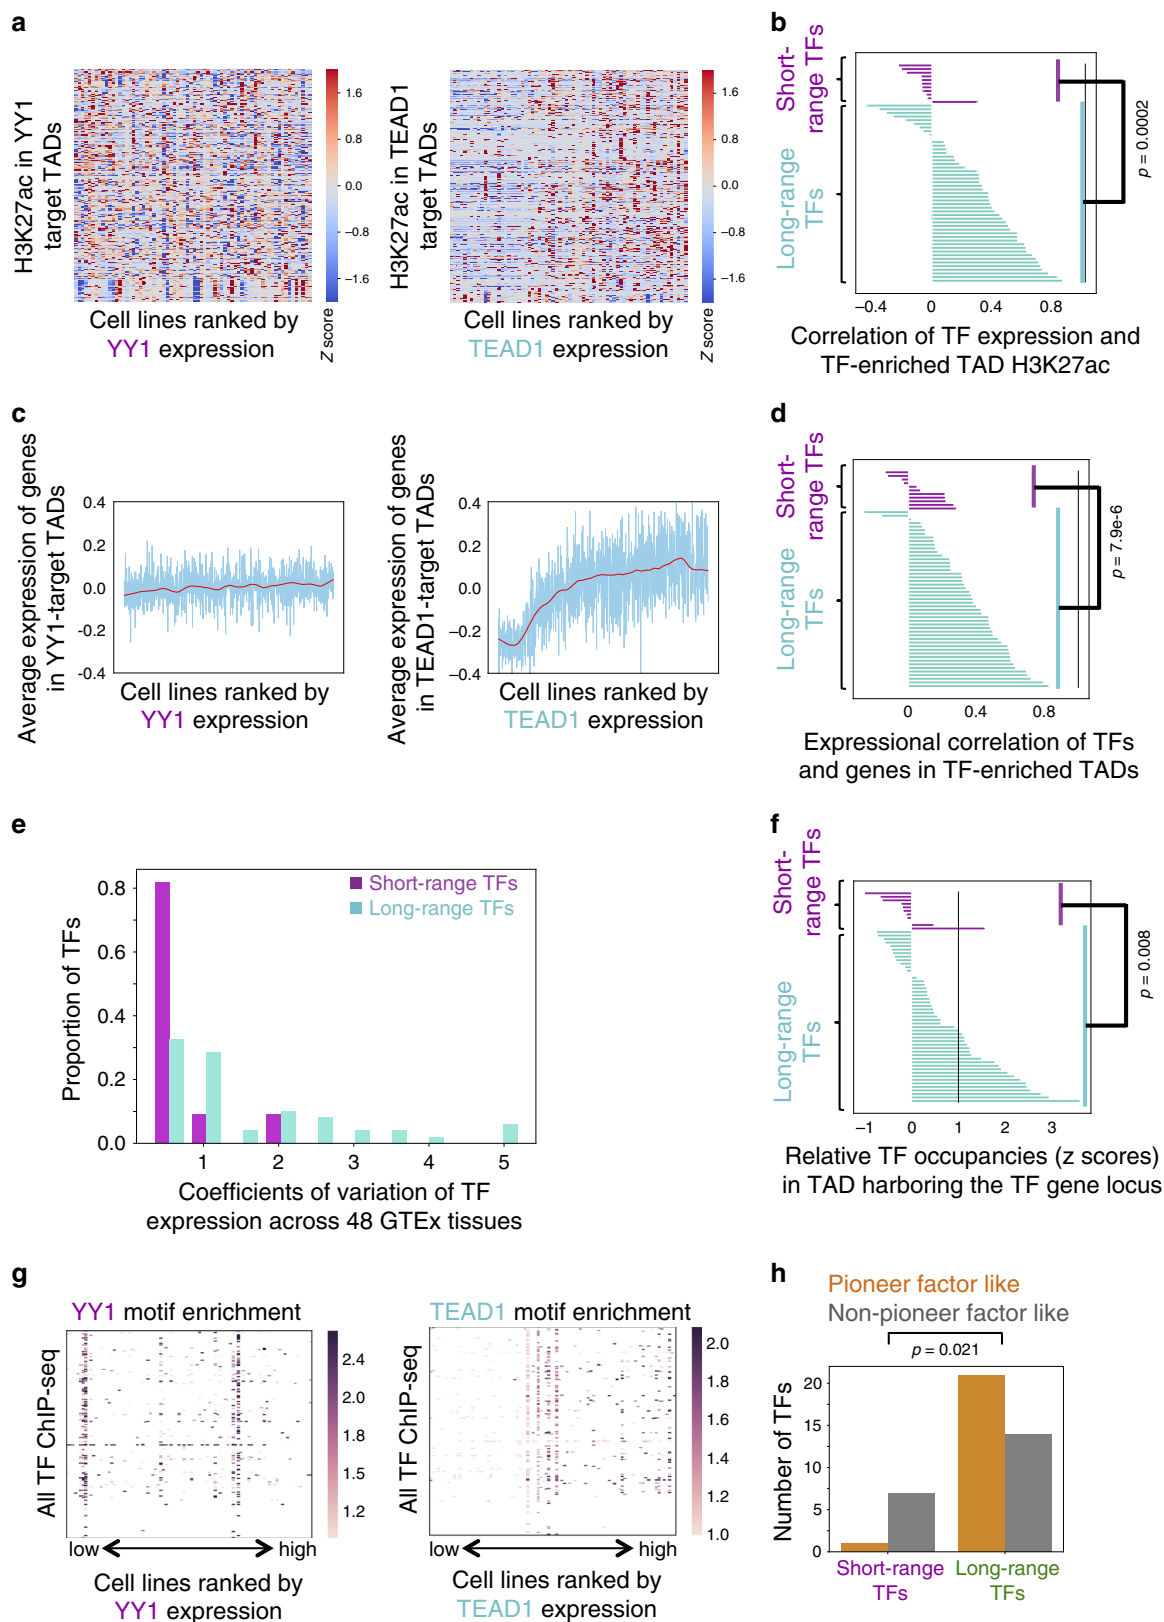 a
H3K27ac in YY1
target TADs
Cell lines ranked by
YY1 expression
1.6
0.8
0.0
−0.8
−1.6
Z score
H3K27ac in TEAD1
target TADs
Cell lines ranked by
TEAD1 expression
1.6
0.8
0.0
−0.8
−1.6
Z score
b
Short-
range TFs
Long-range
TFs
−0.4
0
0.4
0.8
p = 0.0002
Correlation of TF expression and
TF-enriched TAD H3K27ac
c
Average expression of genes
in YY1-target TADs
0.4
0.2
0.0
-0.2
-0.4
Cell lines ranked by
YY1 expression
Average expression of genes
in TEAD1-target TADs
0.4
0.2
0.0
−0.2
−0.4
Cell lines ranked by
TEAD1 expression
d
Short-
range TFs
Long-range
TFs
0
0.4
0.8
p = 7.9e-6
Expressional correlation of TFs
and genes in TF-enriched TADs
e
Proportion of TFs
0.8
0.6
0.4
0.2
0.0
Short-range TFs
Long-range TFs
1
2
3
4
5
Coefficients of variation of TF
expression across 48 GTEx tissues
f
Short-
range TFs
Long-range
TFs
−1
0
1
2
3
p = 0.008
Relative TF occupancies (z scores)
in TAD harboring the TF gene locus
g
YY1 motif enrichment
All TF ChIP-seq
2.4
2.1
1.8
1.5
1.2
low
high
Cell lines ranked by
YY1 expression
TEAD1 motif enrichment
All TF ChIP-seq
2.0
1.8
1.6
1.4
1.2
1.0
low
high
Cell lines ranked by
TEAD1 expression
h
Pioneer factor like
Non-pioneer factor like
p = 0.021
Number of TFs
20
15
10
5
0
Short-range
TFs
Long-range
TFs